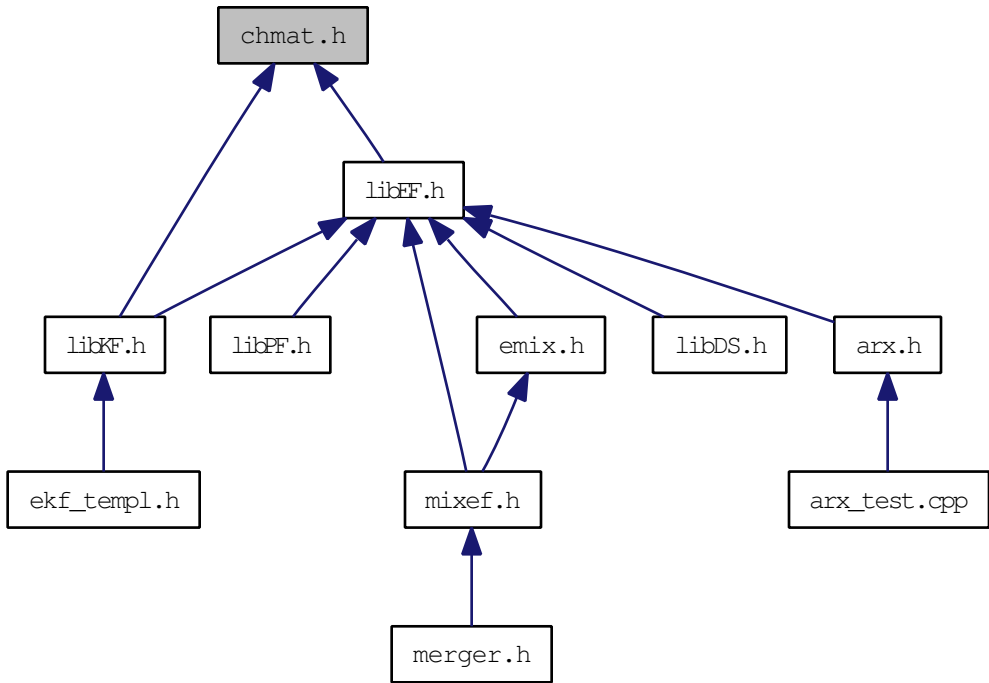 chmat.h
libEF.h
libKF.h
libPF.h
emix.h
libDS.h
arx.h
ekf_templ.h
mixef.h
arx_test.cpp
merger.h